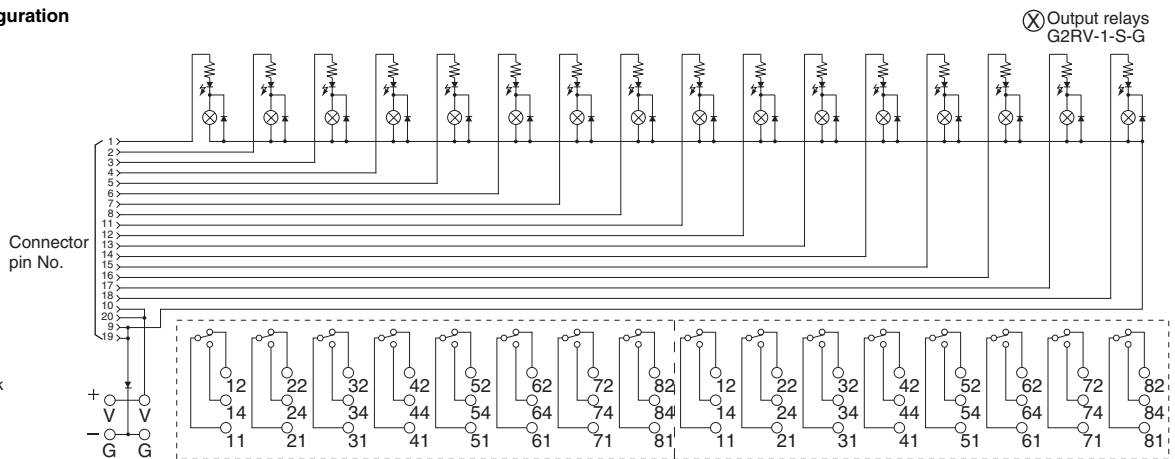 guration
Output relays
G2RV-1-S-G
1
2
3
4
5
6
7
8
11
12
13
14
15
16
17
18
10
20
9
19
Connector
pin No.
k
+ V V
− G G
12 22 32 42 52 62 72 82 12 22 32 42 52 62 72 82
14 24 34 44 54 64 74 84 14 24 34 44 54 64 74 84
11 21 31 41 51 61 71 81 11 21 31 41 51 61 71 81